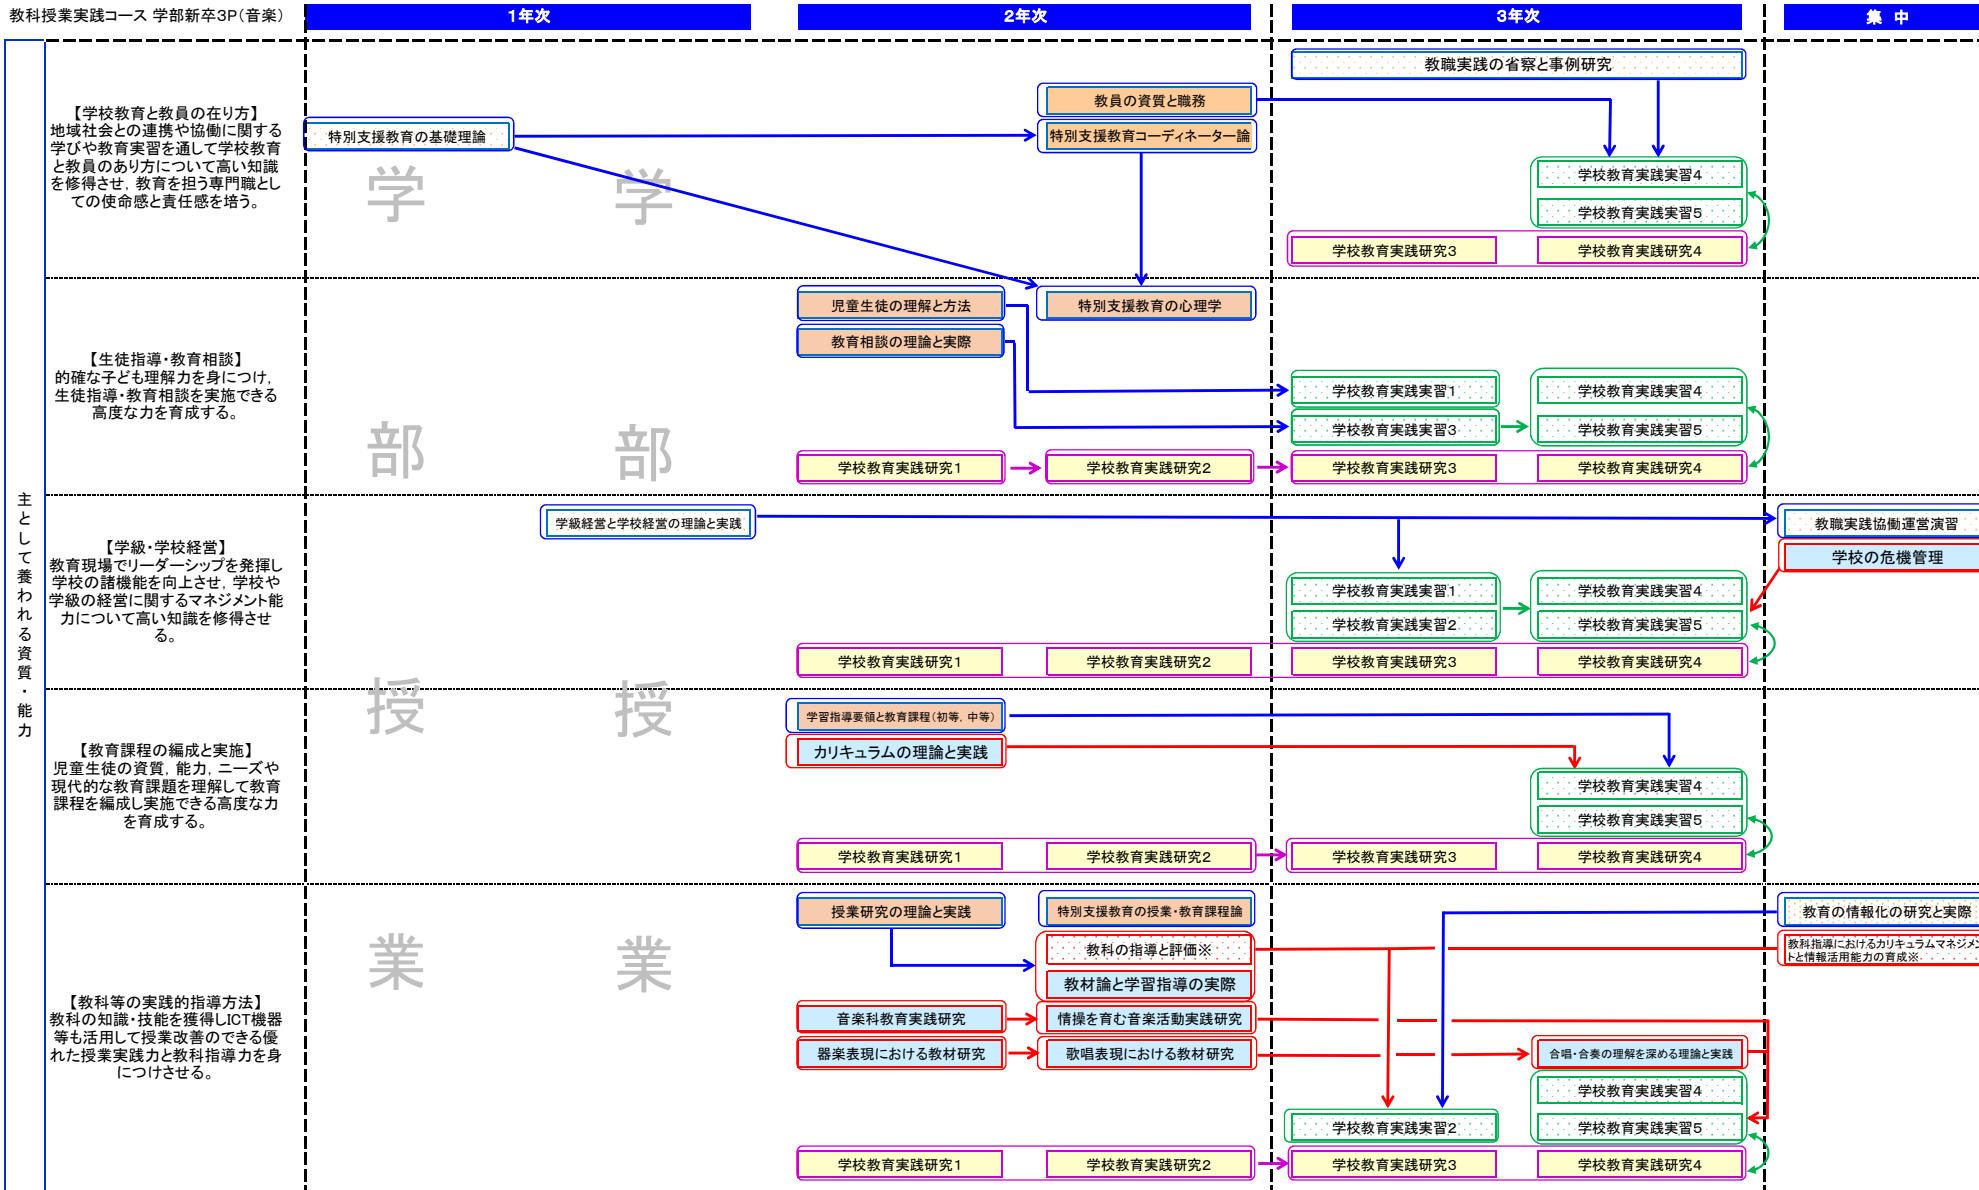 教科授業実践コース 学部新卒3P(音楽)
1年次
2年次
3年次
集 中
主として養われる資質・能力
【学校教育と教員の在り方】
地域社会との連携や協働に関する
学びや教育実習を通して学校教育
と教員のあり方について高い知識
を修得させ，教育を担う専門職とし
ての使命感と責任感を培う。
特別支援教育の基礎理論
教員の資質と職務
特別支援教育コーディネーター論
教職実践の省察と事例研究
学校教育実践実習4
学校教育実践実習5
学校教育実践研究3
学校教育実践研究4
学
学
【生徒指導・教育相談】
的確な子ども理解力を身につけ，
生徒指導・教育相談を実施できる
高度な力を育成する。
児童生徒の理解と方法
特別支援教育の心理学
教育相談の理論と実際
学校教育実践実習1
学校教育実践実習4
学校教育実践実習3
学校教育実践実習5
学校教育実践研究1
学校教育実践研究2
学校教育実践研究3
学校教育実践研究4
部
部
【学級・学校経営】
教育現場でリーダーシップを発揮し
学校の諸機能を向上させ，学校や
学級の経営に関するマネジメント能
力について高い知識を修得させ
る。
学級経営と学校経営の理論と実践
教職実践協働運営演習
学校の危機管理
学校教育実践実習1
学校教育実践実習4
学校教育実践実習2
学校教育実践実習5
学校教育実践研究1
学校教育実践研究2
学校教育実践研究3
学校教育実践研究4
授
授
【教育課程の編成と実施】
児童生徒の資質，能力，ニーズや
現代的な教育課題を理解して教育
課程を編成し実施できる高度な力
を育成する。
学習指導要領と教育課程（初等，中等）
カリキュラムの理論と実践
学校教育実践実習4
学校教育実践実習5
学校教育実践研究1
学校教育実践研究2
学校教育実践研究3
学校教育実践研究4
業
業
【教科等の実践的指導方法】
教科の知識・技能を獲得しICT機器
等も活用して授業改善のできる優
れた授業実践力と教科指導力を身
につけさせる。
授業研究の理論と実践
特別支援教育の授業・教育課程論
教育の情報化の研究と実際
教科の指導と評価※
教科指導におけるカリキュラムマネジメン
トと情報活用能力の育成※
教材論と学習指導の実際
音楽科教育実践研究
情操を育む音楽活動実践研究
器楽表現における教材研究
歌唱表現における教材研究
合唱・合奏の理解を深める理論と実践
学校教育実践実習4
学校教育実践実習2
学校教育実践実習5
学校教育実践研究1
学校教育実践研究2
学校教育実践研究3
学校教育実践研究4